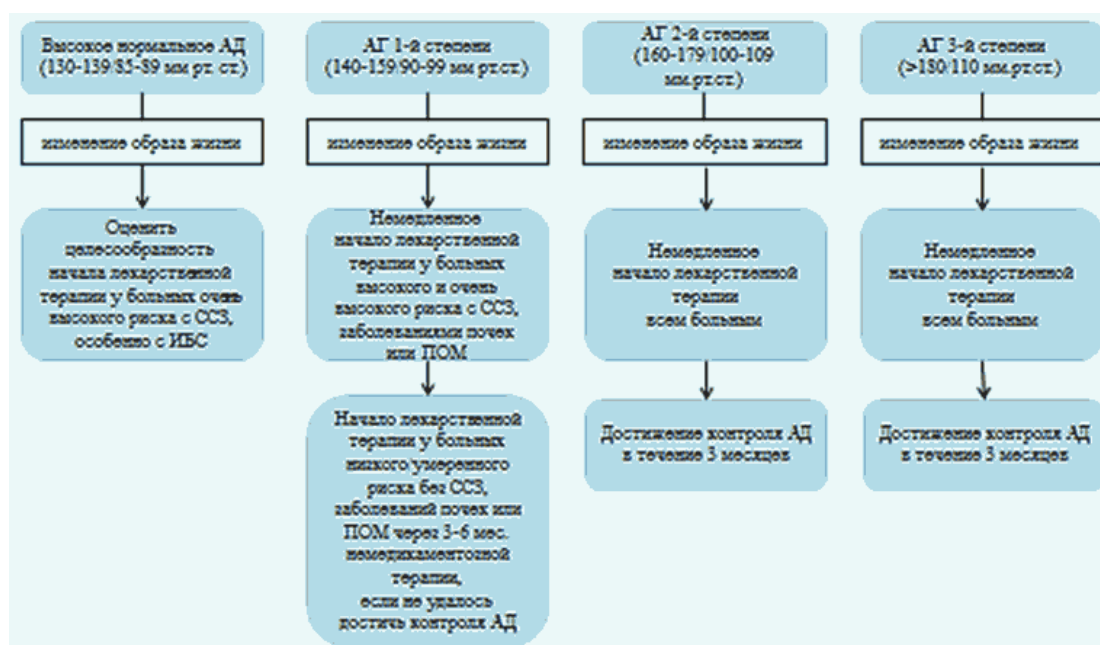 Высокое нормальное АД
(130-139/85-89 мм рт. ст.)
изменение образа жизни
Оценить
целесообразность
начала лекарственной
терапии у больных очень
высокого риска с ССЗ,
особенно с ИБС
АГ 1-й степени
(140-159/90-99 мм рт.ст.)
изменение образа жизни
Немедленное
начало лекарственной
терапии у больных
высокого и очень
высокого риска с ССЗ,
заболеваниями почек
или ПОМ
Начало лекарственной
терапии у больных
низкого/умеренного
риска без ССЗ,
заболеваний почек или
ПОМ через 3-6 мес.
немедикаментозной
терапии,
если не удалось
достичь контроля АД
АГ 2-й степени
(160-179/100-109
мм.рт.ст.)
изменение образа жизни
Немедленное
начало лекарственной
терапии
всем больным
Достижение контроля АД
в течение 3 месяцев
АГ 3-й степени
(>180/110 мм.рт.ст.)
изменение образа жизни
Немедленное
начало лекарственной
терапии
всем больным
Достижение контроля АД
в течение 3 месяцев